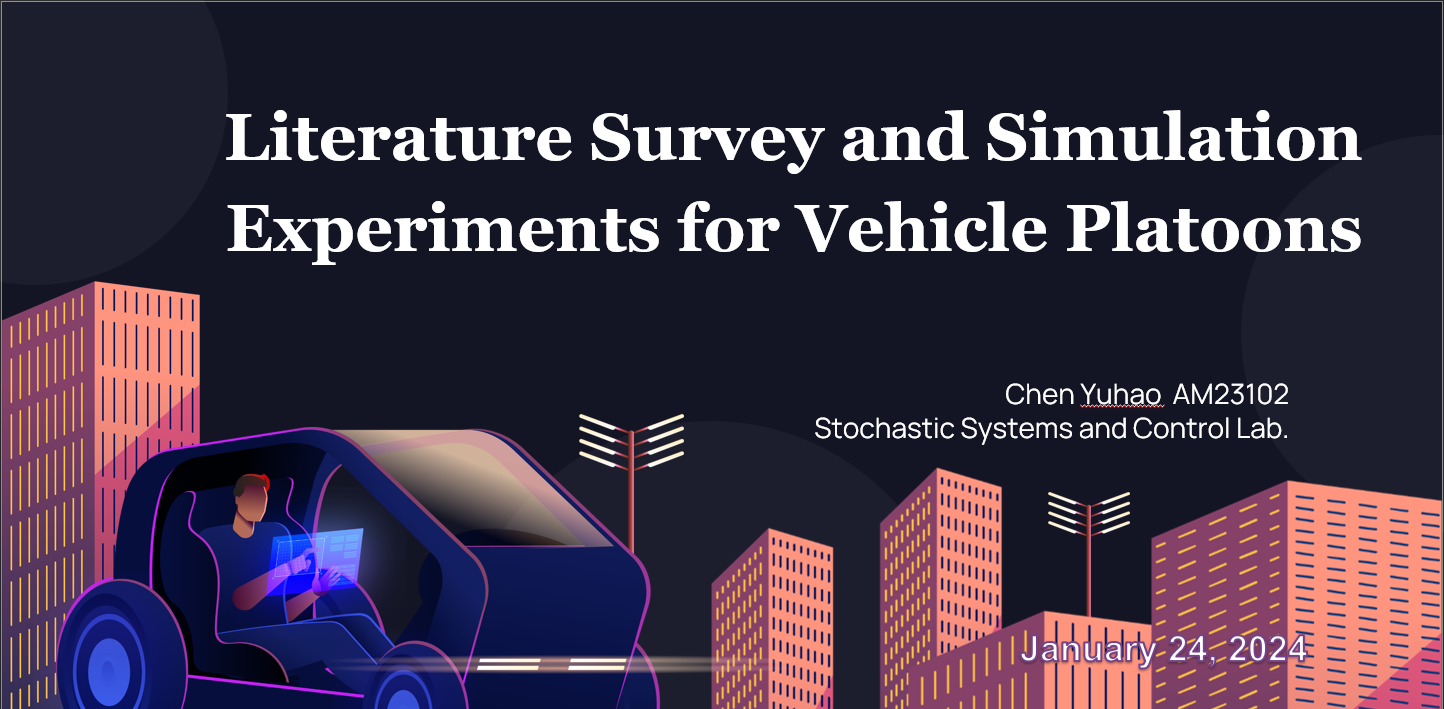 Literature Survey and Simulation
Experiments for Vehicle Platoons
Chen Yuhao AM23102
Stochastic Systems and Control Lab.
January 24, 2024